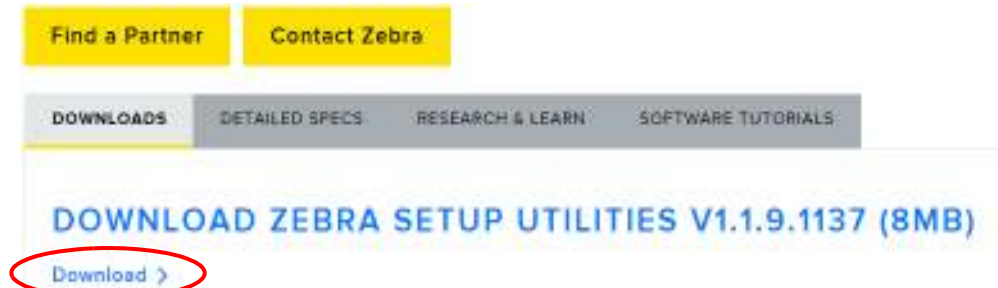 Find a Partner Contact Zebra
DOWNLOADS DETAILED SPECS RESEARCH & LEARN SOFTWARE TUTORIALS
DOWNLOAD ZEBRA SETUP UTILITIES V1.1.9.1137 (8MB)
Download >